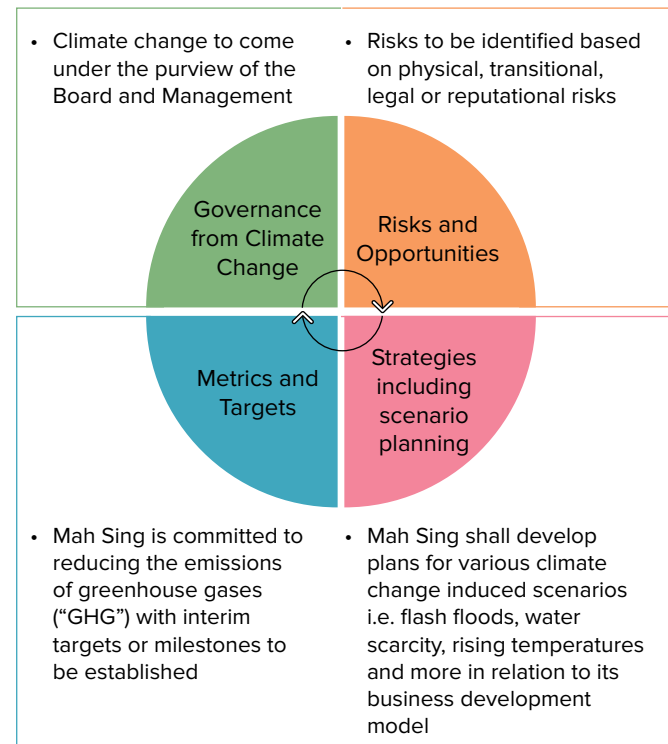 • Climate change to come
under the purview of the
Board and Management
• Risks to be identified based
on physical, transitional,
legal or reputational risks
Governance
from Climate
Change
Risks and
Opportunities
Metrics and
Targets
Strategies
including
scenario
planning
• Mah Sing is committed to
reducing the emissions
of greenhouse gases
(“GHG”) with interim
targets or milestones to
be established
• Mah Sing shall develop
plans for various climate
change induced scenarios
i.e. flash floods, water
scarcity, rising temperatures
and more in relation to its
business development
model